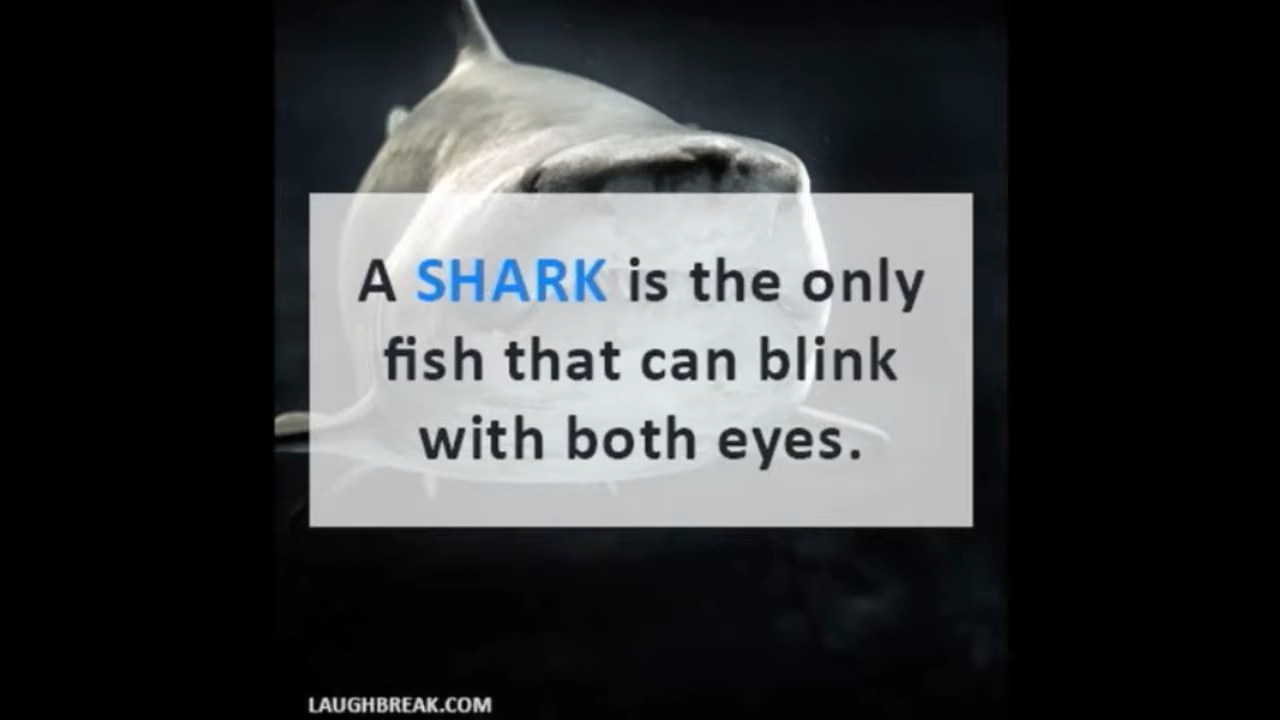 A SHARK is the only
fish that can blink
with both eyes.
LAUGHBREAK.COM